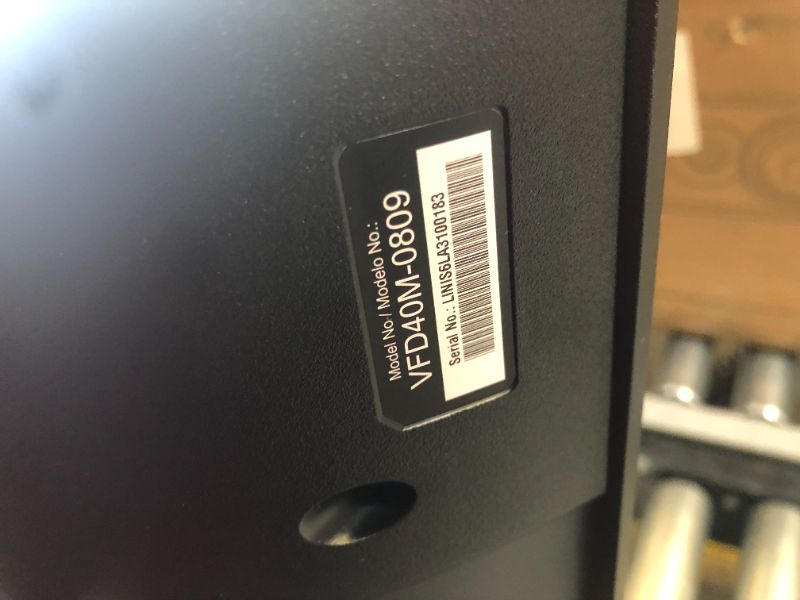 Model No / Modelo No.:
VFD40M-0809
Serial No.: LINIS6LA3100183